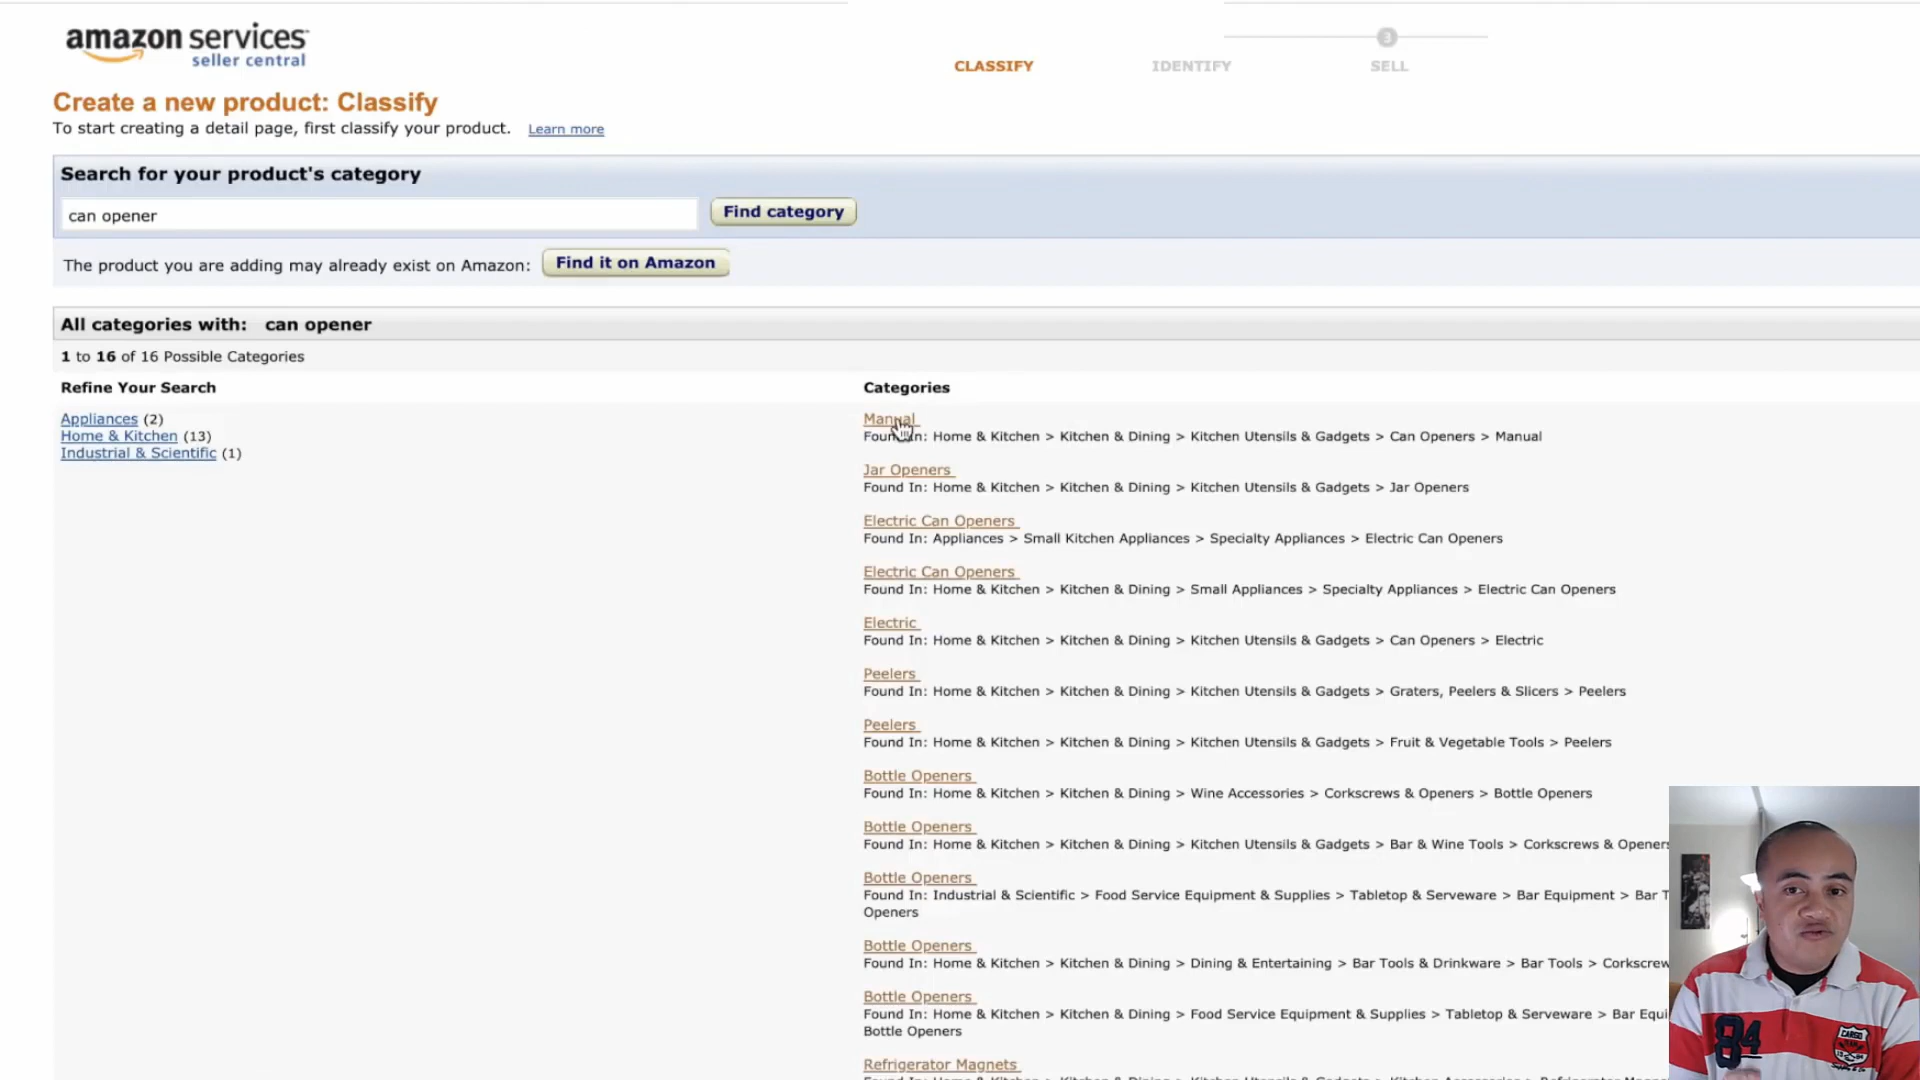 amazon services
seller central
3
CLASSIFY IDENTIFY SELL
Create a new product: Classify
To start creating a detail page, first classify your product. Learn more
Search for your product's category
can opener Find category
The product you are adding may already exist on Amazon: Find it on Amazon
All categories with: can opener
1 to 16 of 16 Possible Categories
Refine Your Search
Appliances (2)
Home & Kitchen (13)
Industrial & Scientific (1)
Categories
Manual
Found In: Home & Kitchen > Kitchen & Dining > Kitchen Utensils & Gadgets > Can Openers > Manual
Jar Openers
Found In: Home & Kitchen > Kitchen & Dining > Kitchen Utensils & Gadgets > Jar Openers
Electric Can Openers
Found In: Appliances > Small Kitchen Appliances > Specialty Appliances > Electric Can Openers
Electric Can Openers
Found In: Home & Kitchen > Kitchen & Dining > Small Appliances > Specialty Appliances > Electric Can Openers
Electric
Found In: Home & Kitchen > Kitchen & Dining > Kitchen Utensils & Gadgets > Can Openers > Electric
Peelers
Found In: Home & Kitchen > Kitchen & Dining > Kitchen Utensils & Gadgets > Graters, Peelers & Slicers > Peelers
Peelers
Found In: Home & Kitchen > Kitchen & Dining > Kitchen Utensils & Gadgets > Fruit & Vegetable Tools > Peelers
Bottle Openers
Found In: Home & Kitchen > Kitchen & Dining > Wine Accessories > Corkscrews & Openers > Bottle Openers
Bottle Openers
Found In: Home & Kitchen > Kitchen & Dining > Kitchen Utensils & Gadgets > Bar & Wine Tools > Corkscrews & Openers
Bottle Openers
Found In: Industrial & Scientific > Food Service Equipment & Supplies > Tabletop & Serveware > Bar Equipment > Bar T
Openers
Bottle Openers
Found In: Home & Kitchen > Kitchen & Dining > Dining & Entertaining > Bar Tools & Drinkware > Bar Tools > Corkscrew
Bottle Openers
Found In: Home & Kitchen > Kitchen & Dining > Food Service Equipment & Supplies > Tabletop & Serveware > Bar Equi
Bottle Openers
Refrigerator Magnets
84